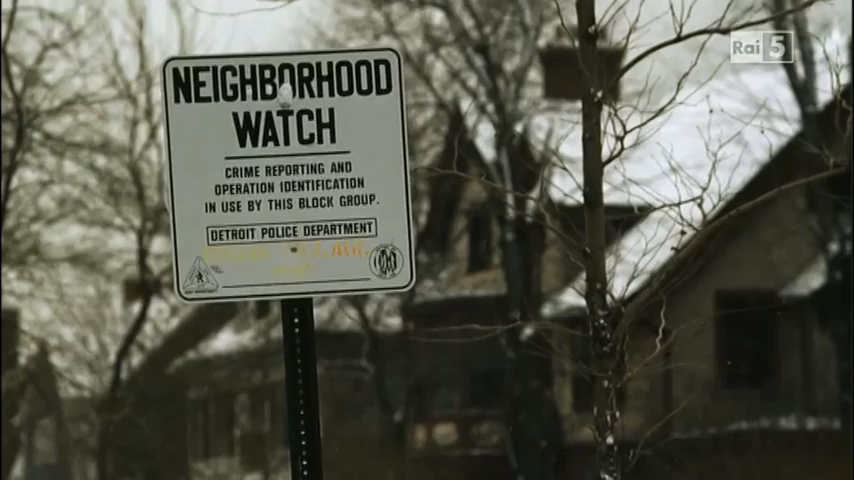 Rai 5
NEIGHBORHOOD
WATCH
CRIME REPORTING AND
OPERATION IDENTIFICATION
IN USE BY THIS BLOCK GROUP.
DETROIT POLICE DEPARTMENT